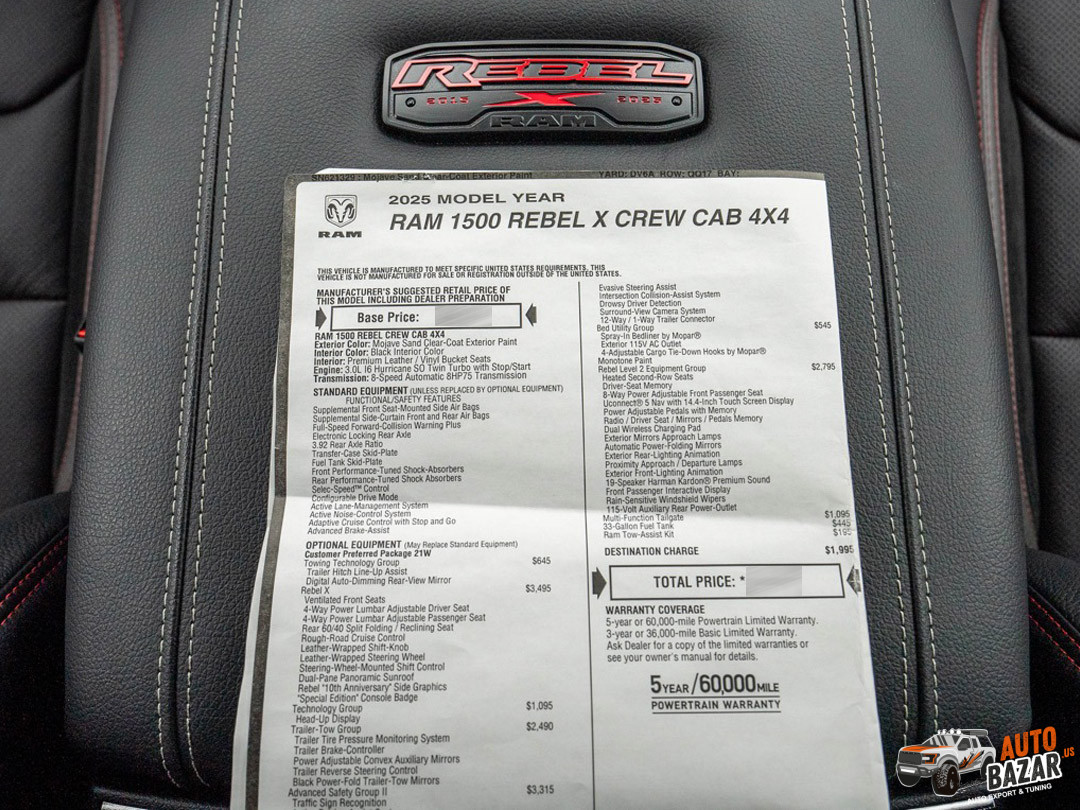 REBEL
X
RAM
SN621329 : Mojave Sand Clear-Coat Exterior Paint YARD: DV6A ROW: QQ17 BAY:
RAM
2025 MODEL YEAR
RAM 1500 REBEL X CREW CAB 4X4
THIS VEHICLE IS MANUFACTURED TO MEET SPECIFIC UNITED STATES REQUIREMENTS. THIS
VEHICLE IS NOT MANUFACTURED FOR SALE OR REGISTRATION OUTSIDE OF THE UNITED STATES.
MANUFACTURER'S SUGGESTED RETAIL PRICE OF
THIS MODEL INCLUDING DEALER PREPARATION
Base Price:
RAM 1500 REBEL CREW CAB 4X4
Exterior Color: Mojave Sand Clear-Coat Exterior Paint
Interior Color: Black Interior Color
Interior: Premium Leather / Vinyl Bucket Seats
Engine: 3.0L I6 Hurricane SO Twin Turbo with Stop/Start
Transmission: 8-Speed Automatic 8HP75 Transmission
STANDARD EQUIPMENT (UNLESS REPLACED BY OPTIONAL EQUIPMENT)
FUNCTIONAL/SAFETY FEATURES
Supplemental Front Seat-Mounted Side Air Bags
Supplemental Side-Curtain Front and Rear Air Bags
Full-Speed Forward-Collision Warning Plus
Electronic Locking Rear Axle
3.92 Rear Axle Ratio
Transfer-Case Skid-Plate
Fuel Tank Skid-Plate
Front Performance-Tuned Shock-Absorbers
Rear Performance-Tuned Shock Absorbers
Selec-Speed™ Control
Configurable Drive Mode
Active Lane-Management System
Active Noise-Control System
Adaptive Cruise Control with Stop and Go
Advanced Brake-Assist
OPTIONAL EQUIPMENT (May Replace Standard Equipment)
Customer Preferred Package 21W
Towing Technology Group $645
Trailer Hitch Line-Up Assist
Digital Auto-Dimming Rear-View Mirror
Rebel X $3,495
Ventilated Front Seats
4-Way Power Lumbar Adjustable Driver Seat
4-Way Power Lumbar Adjustable Passenger Seat
Rear 60/40 Split Folding / Reclining Seat
Rough-Road Cruise Control
Leather-Wrapped Shift-Knob
Leather-Wrapped Steering Wheel
Steering-Wheel-Mounted Shift Control
Dual-Pane Panoramic Sunroof
Rebel "10th Anniversary" Side Graphics
"Special Edition" Console Badge
Technology Group $1,095
Head-Up Display
Trailer-Tow Group $2,490
Trailer Tire Pressure Monitoring System
Trailer Brake-Controller
Power Adjustable Convex Auxiliary Mirrors
Trailer Reverse Steering Control
Black Power-Fold Trailer-Tow Mirrors
Advanced Safety Group II $3,315
Traffic Sign Recognition
Evasive Steering Assist
Intersection Collision-Assist System
Drowsy Driver Detection
Surround-View Camera System
12-Way / 1-Way Trailer Connector
Bed Utility Group $545
Spray-In Bedliner by Mopar®
Exterior 115V AC Outlet
4-Adjustable Cargo Tie-Down Hooks by Mopar®
Monotone Paint
Rebel Level 2 Equipment Group $2,795
Heated Second-Row Seats
Driver-Seat Memory
8-Way Power Adjustable Front Passenger Seat
Uconnect® 5 Nav with 14.4-Inch Touch Screen Display
Power Adjustable Pedals with Memory
Radio / Driver Seat / Mirrors / Pedals Memory
Dual Wireless Charging Pad
Exterior Mirrors Approach Lamps
Automatic Power-Folding Mirrors
Exterior Rear-Lighting Animation
Proximity Approach / Departure Lamps
Exterior Front-Lighting Animation
19-Speaker Harman Kardon® Premium Sound
Front Passenger Interactive Display
Rain-Sensitive Windshield Wipers
115-Volt Auxiliary Rear Power-Outlet
Multi-Function Tailgate $1,095
33-Gallon Fuel Tank $445
Ram Tow-Assist Kit $195
DESTINATION CHARGE $1,995
TOTAL PRICE: *
WARRANTY COVERAGE
5-year or 60,000-mile Powertrain Limited Warranty.
3-year or 36,000-mile Basic Limited Warranty.
Ask Dealer for a copy of the limited warranties or
see your owner's manual for details.
5 YEAR / 60,000 MILE
POWERTRAIN WARRANTY
AUTO
BAZAR
.US
AUTO EXPORT & TUNING